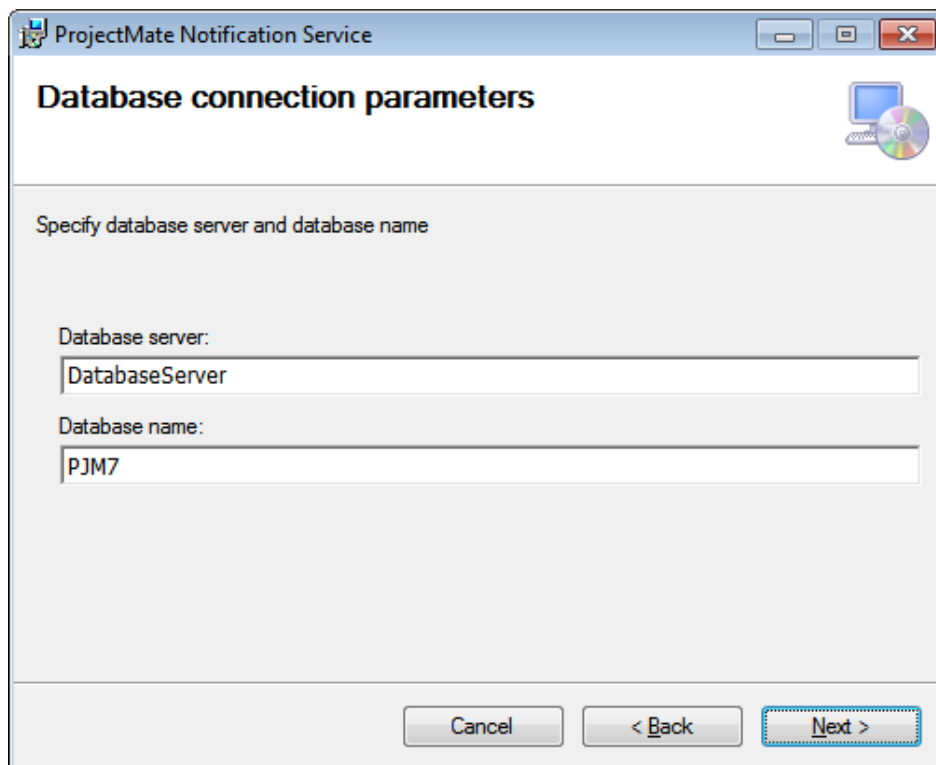 ProjectMate Notification Service
Database connection parameters
Specify database server and database name
Database server:
DatabaseServer
Database name:
PJM7
Cancel
< Back
Next >